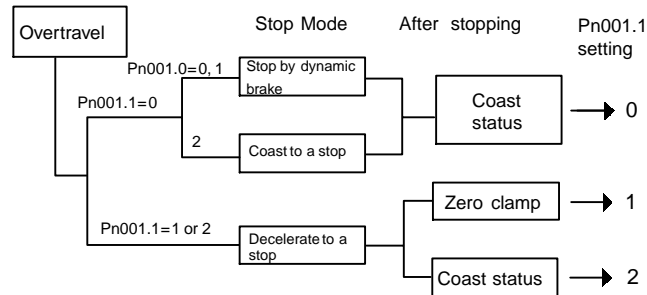 Stop Mode
After stopping
Pn001.1
setting
Overtravel
Pn001.0=0, 1
Stop by dynamic
brake
Pn001.1=0
Coast
status
0
2
Coast to a stop
Pn001.1=1 or 2
Decelerate to a
stop
Zero clamp
1
Coast status
2